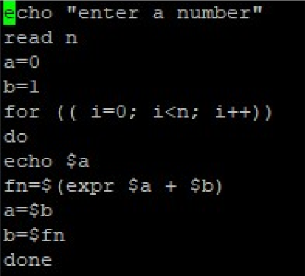 echo "enter a number"
read n
a=0
b=1
for (( i=0; i<n; i++))
do
echo $a
fn=$(expr $a + $b)
a=$b
b=$fn
done